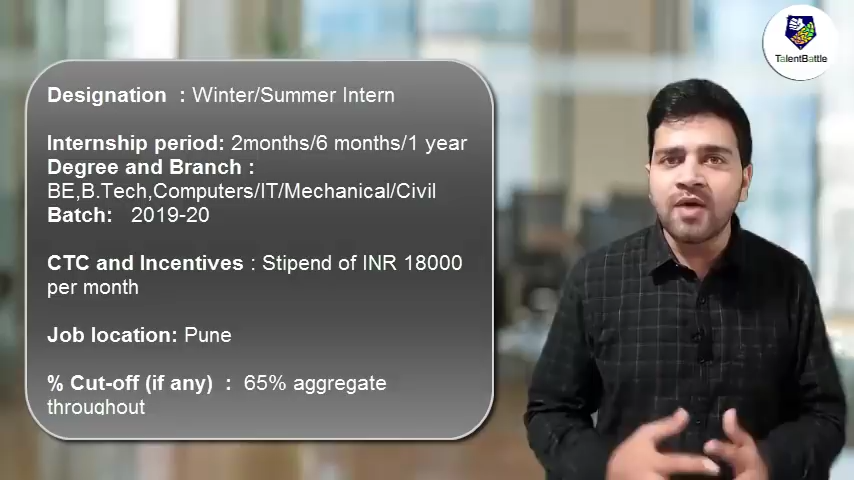 Designation : Winter/Summer Intern
Internship period: 2months/6 months/1 year
Degree and Branch :
BE,B.Tech,Computers/IT/Mechanical/Civil
Batch: 2019-20
CTC and Incentives : Stipend of INR 18000
per month
Job location: Pune
% Cut-off (if any) : 65% aggregate
throughout
TalentBattle